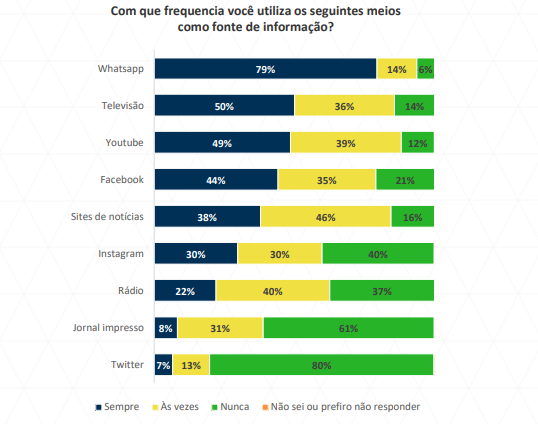 Com que frequencia você utiliza os seguintes meios
como fonte de informação?
Whatsapp 79% 14% 6%
Televisão 50% 36% 14%
Youtube 49% 39% 12%
Facebook 44% 35% 21%
Sites de notícias 38% 46% 16%
Instagram 30% 30% 40%
Rádio 22% 40% 37%
Jornal impresso 8% 31% 61%
Twitter 7% 13% 80%
Sempre Às vezes Nunca Não sei ou prefiro não responder